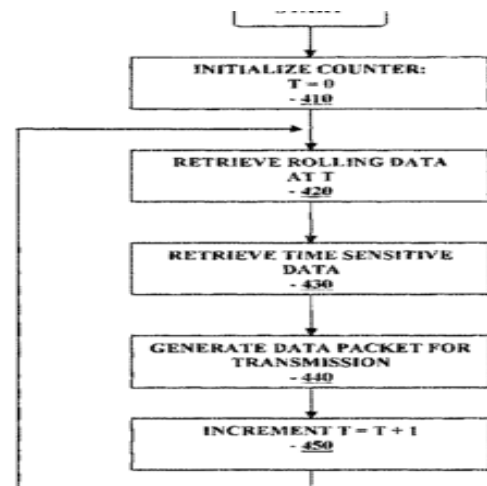 INITIALIZE COUNTER:
T = 0
- 410
RETRIEVE ROLLING DATA
AT T
- 420
RETRIEVE TIME SENSITIVE
DATA
- 430
GENERATE DATA PACKET FOR
TRANSMISSION
- 440
INCREMENT T = T + 1
- 450